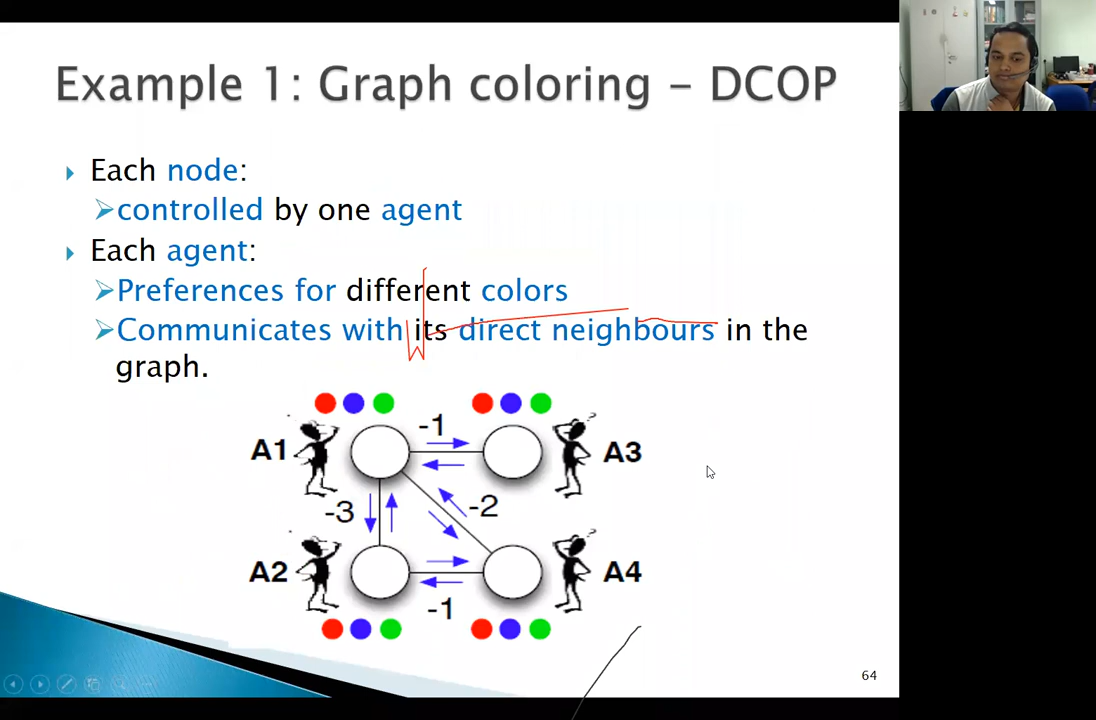 Example 1: Graph coloring – DCOP
Each node:
controlled by one agent
Each agent:
Preferences for different colors
Communicates with its direct neighbours in the
graph.
-1
A1
A3
-3
-2
A2
A4
-1
64